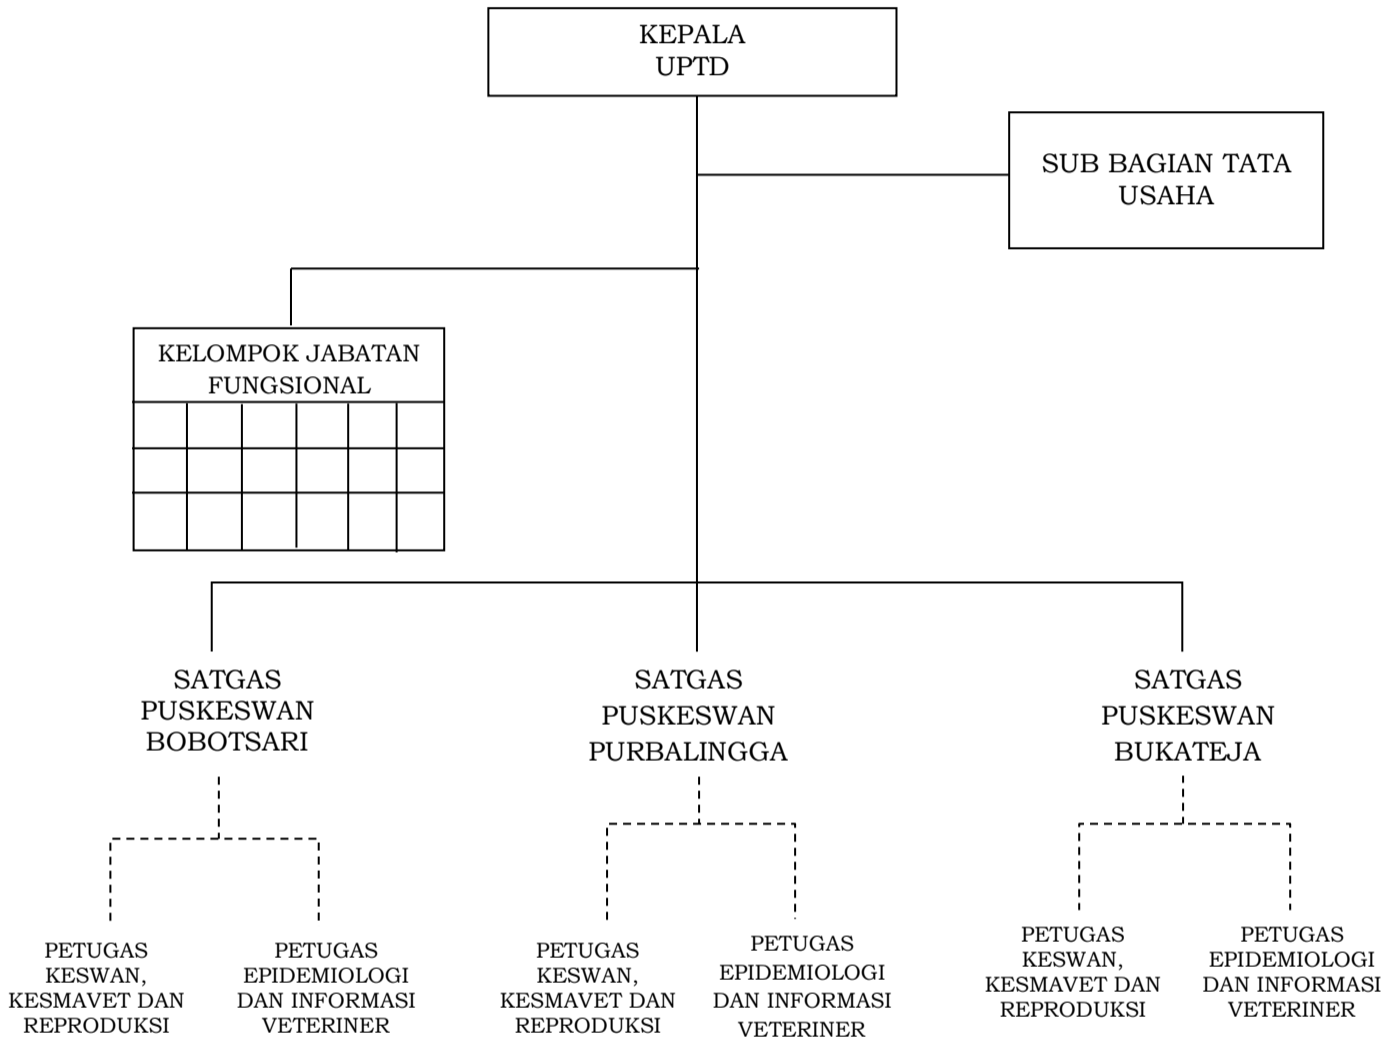 KEPALA
UPTD
SUB BAGIAN TATA
USAHA
KELOMPOK JABATAN
FUNGSIONAL
SATGAS
PUSKESWAN
BOBOTSARI
SATGAS
PUSKESWAN
PURBALINGGA
SATGAS
PUSKESWAN
BUKATEJA
PETUGAS
KESWAN,
KESMAVET DAN
REPRODUKSI
PETUGAS
EPIDEMIOLOGI
DAN INFORMASI
VETERINER
PETUGAS
KESWAN,
KESMAVET DAN
REPRODUKSI
PETUGAS
EPIDEMIOLOGI
DAN INFORMASI
VETERINER
PETUGAS
KESWAN,
KESMAVET DAN
REPRODUKSI
PETUGAS
EPIDEMIOLOGI
DAN INFORMASI
VETERINER